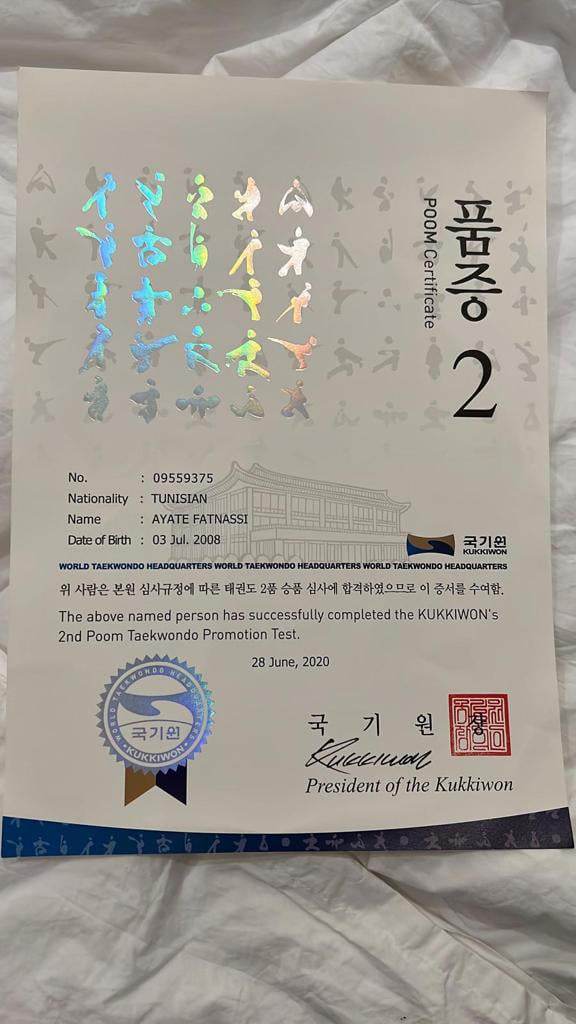 품증
POOM Certificate
2
No. : 09559375
Nationality : TUNISIAN
Name : AYATE FATNASSI
Date of Birth : 03 Jul. 2008
국기원
KUKKIWON
WORLD TAEKWONDO HEADQUARTERS WORLD TAEKWONDO HEADQUARTERS WORLD TAEKWONDO HEADQUARTERS
위 사람은 본원 심사규정에 따른 태권도 2품 승품 심사에 합격하였으므로 이 증서를 수여함.
The above named person has successfully completed the KUKKIWON's
2nd Poom Taekwondo Promotion Test.
28 June, 2020
WORLD TAEKWONDO HEADQUARTERS
국기원
KUKKIWON
국 기 원 장
Kukkiwon
President of the Kukkiwon